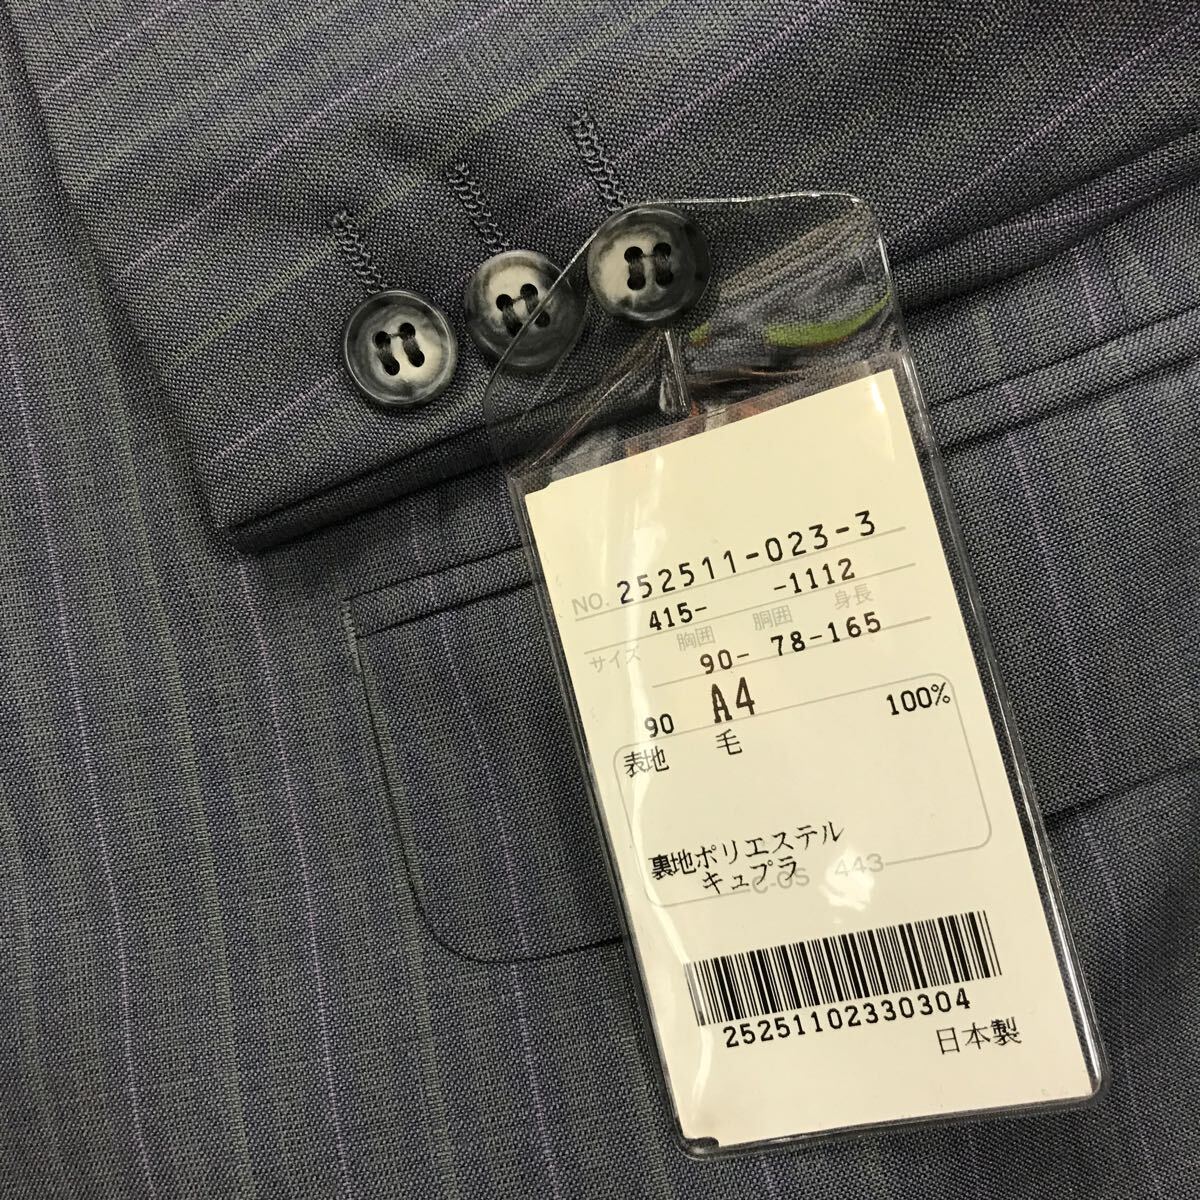 NO. 252511-023-3
415- -1112
サイズ 胸囲 胴囲 身長
90- 78-165
90 A4
表地 毛 100%
裏地ポリエステル
キュプラ
C-OS 443
25251102330304
日本製